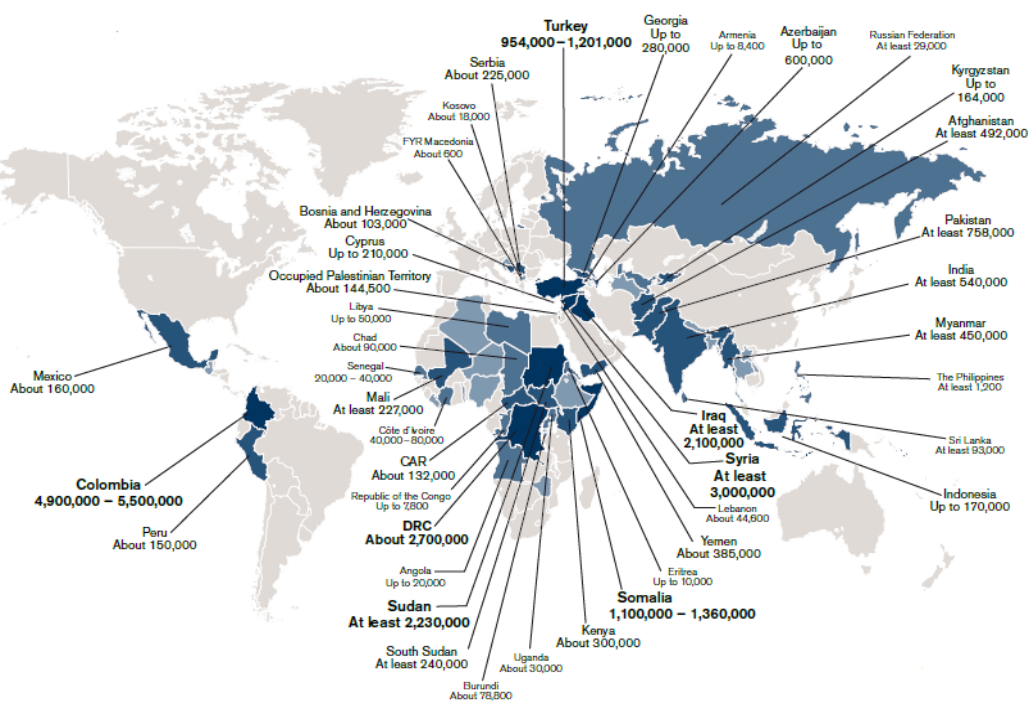 Turkey
954,000–1,201,000
Georgia
Up to
280,000
Armenia
Up to 8,400
Azerbaijan
Up to
600,000
Russian Federation
At least 29,000
Serbia
About 225,000
Kyrgyzstan
Up to
164,000
Kosovo
About 18,000
Afghanistan
At least 492,000
FYR Macedonia
About 600
Bosnia and Herzegovina
About 103,000
Pakistan
At least 758,000
Cyprus
Up to 210,000
Occupied Palestinian Territory
About 144,500
India
At least 540,000
Libya
Up to 50,000
Myanmar
At least 450,000
Chad
About 90,000
Senegal
20,000 – 40,000
Mexico
About 160,000
The Philippines
At least 1,200
Mali
At least 227,000
Côte d'Ivoire
40,000–80,000
Iraq
At least
2,100,000
Sri Lanka
At least 93,000
CAR
About 132,000
Syria
At least
3,000,000
Colombia
4,900,000 – 5,500,000
Republic of the Congo
Up to 7,800
Indonesia
Up to 170,000
Lebanon
About 44,600
DRC
About 2,700,000
Peru
About 150,000
Yemen
About 385,000
Angola
Up to 20,000
Eritrea
Up to 10,000
Sudan
At least 2,230,000
Somalia
1,100,000 – 1,360,000
Kenya
About 300,000
South Sudan
At least 240,000
Uganda
About 30,000
Burundi
About 78,800